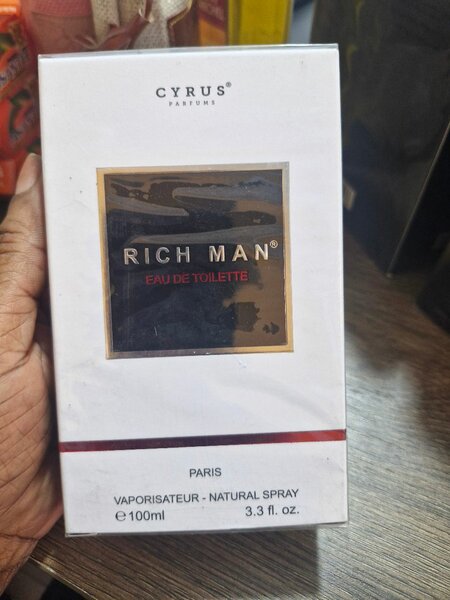 CYRUS®
PARFUMS
RICH MAN®
EAU DE TOILETTE
PARIS
VAPORISATEUR - NATURAL SPRAY
℮100ml 3.3 fl. oz.